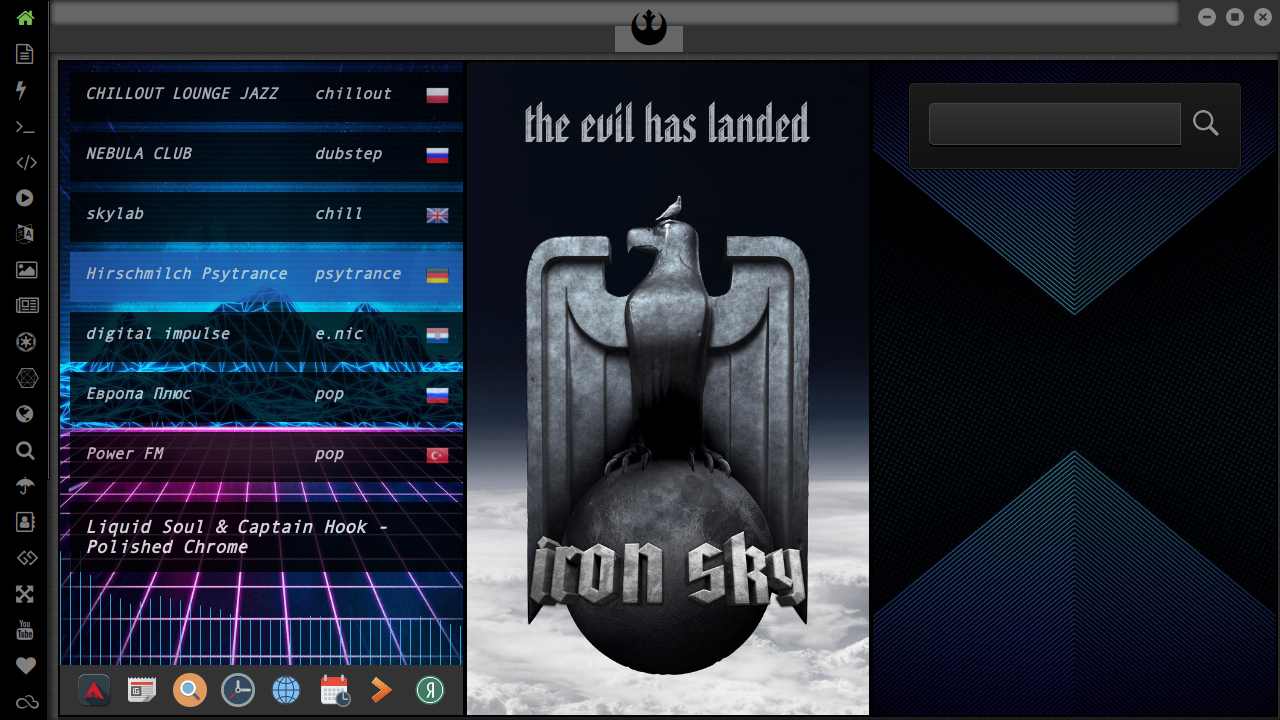 the evil has landed
CHILLOUT LOUNGE JAZZ chillout
NEBULA CLUB dubstep
skylab chill
Hirschmilch Psytrance psytrance
digital impulse e.nic
Европа Плюс pop
Power FM pop
Liquid Soul & Captain Hook -
Polished Chrome
iron sky
You
Tube
Я